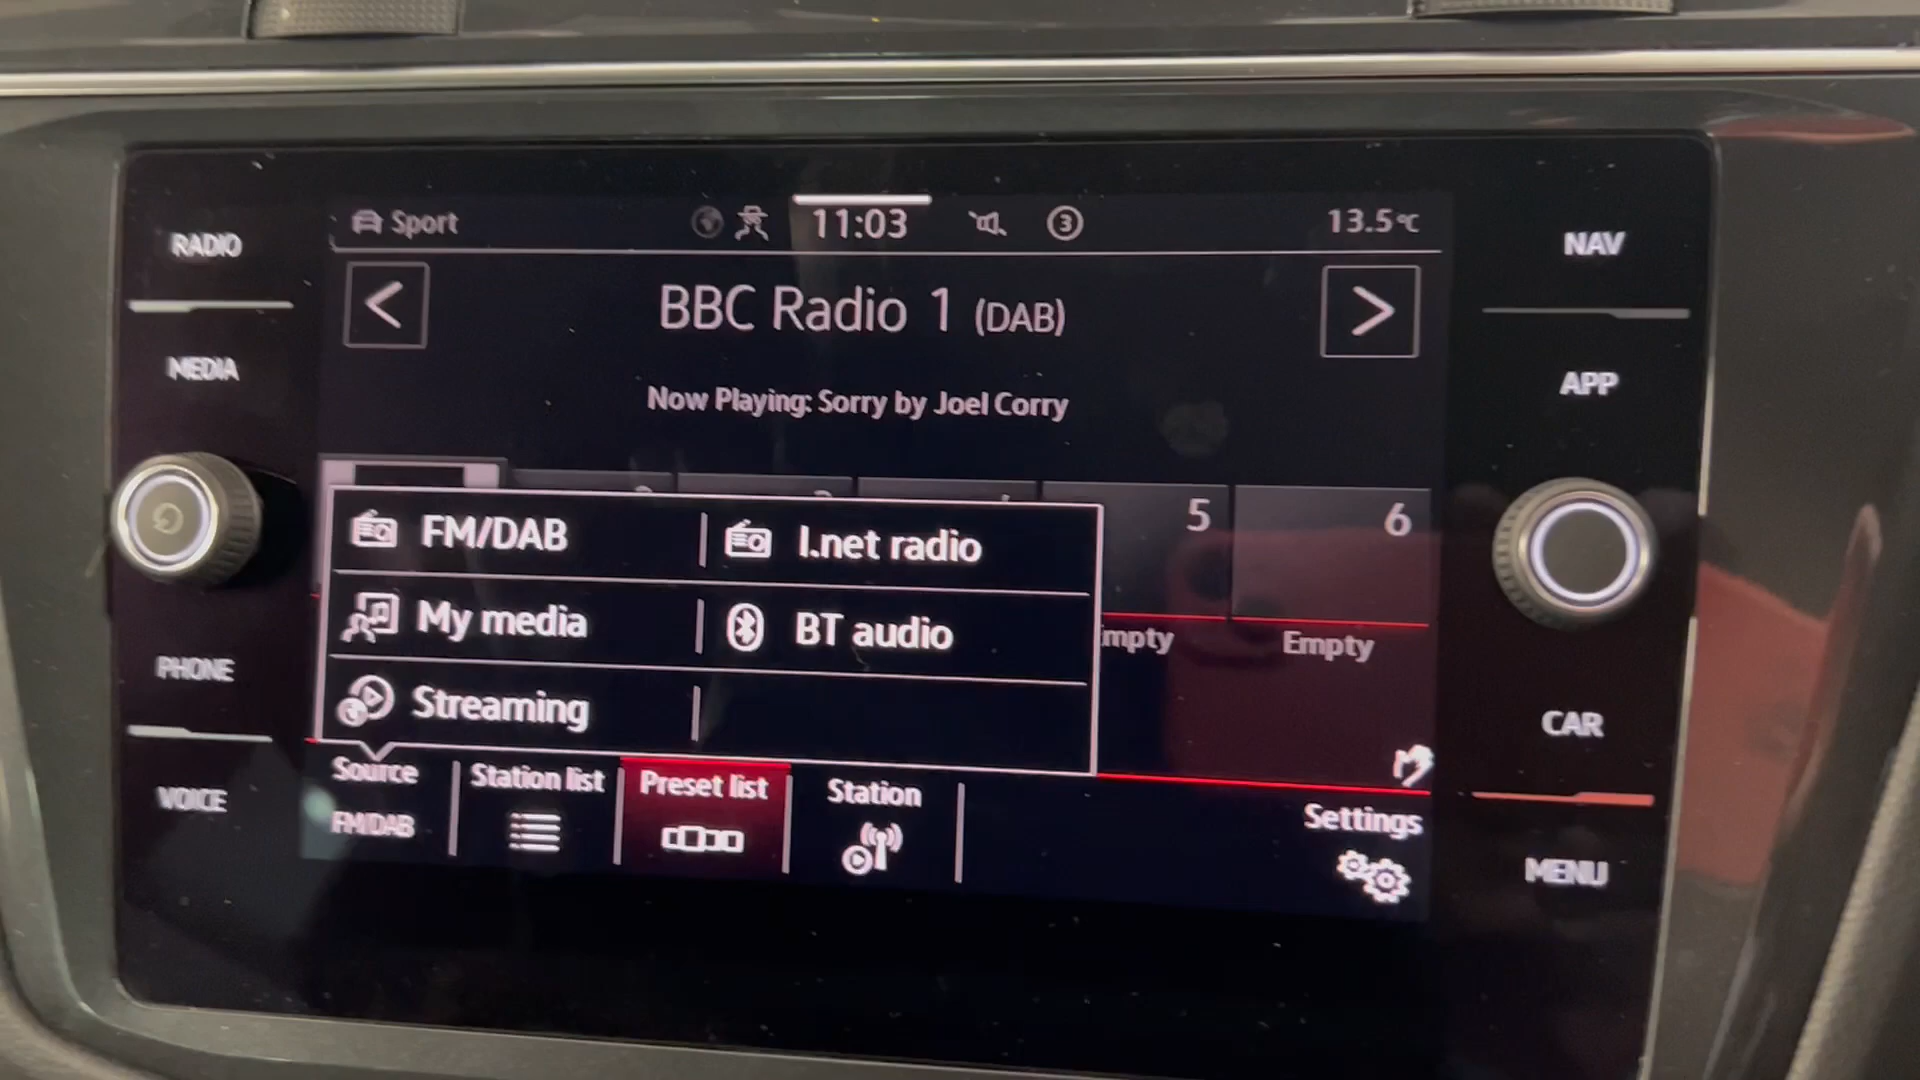 RADIO
MEDIA
PHONE
VOICE
Sport
11:03
3
13.5°C
BBC Radio 1 (DAB)
Now Playing: Sorry by Joel Corry
5
6
FM/DAB
I.net radio
My media
BT audio
Streaming
mpty
Empty
Source
FM/DAB
Station list
Preset list
Station
Settings
NAV
APP
CAR
MENU